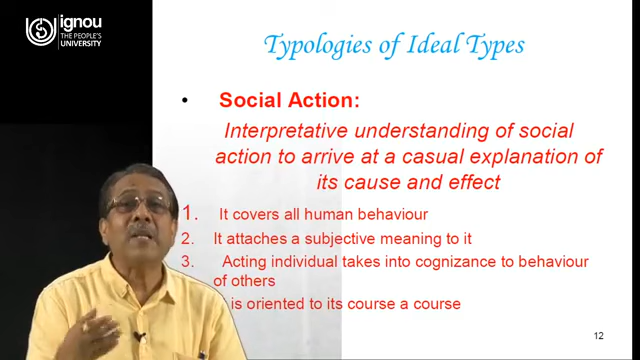 ignou
THE PEOPLE'S
UNIVERSITY
Typologies of Ideal Types
• Social Action:
Interpretative understanding of social
action to arrive at a casual explanation of
its cause and effect
1. It covers all human behaviour
2. It attaches a subjective meaning to it
3. Acting individual takes into cognizance to behaviour
of others
is oriented to its course a course
12